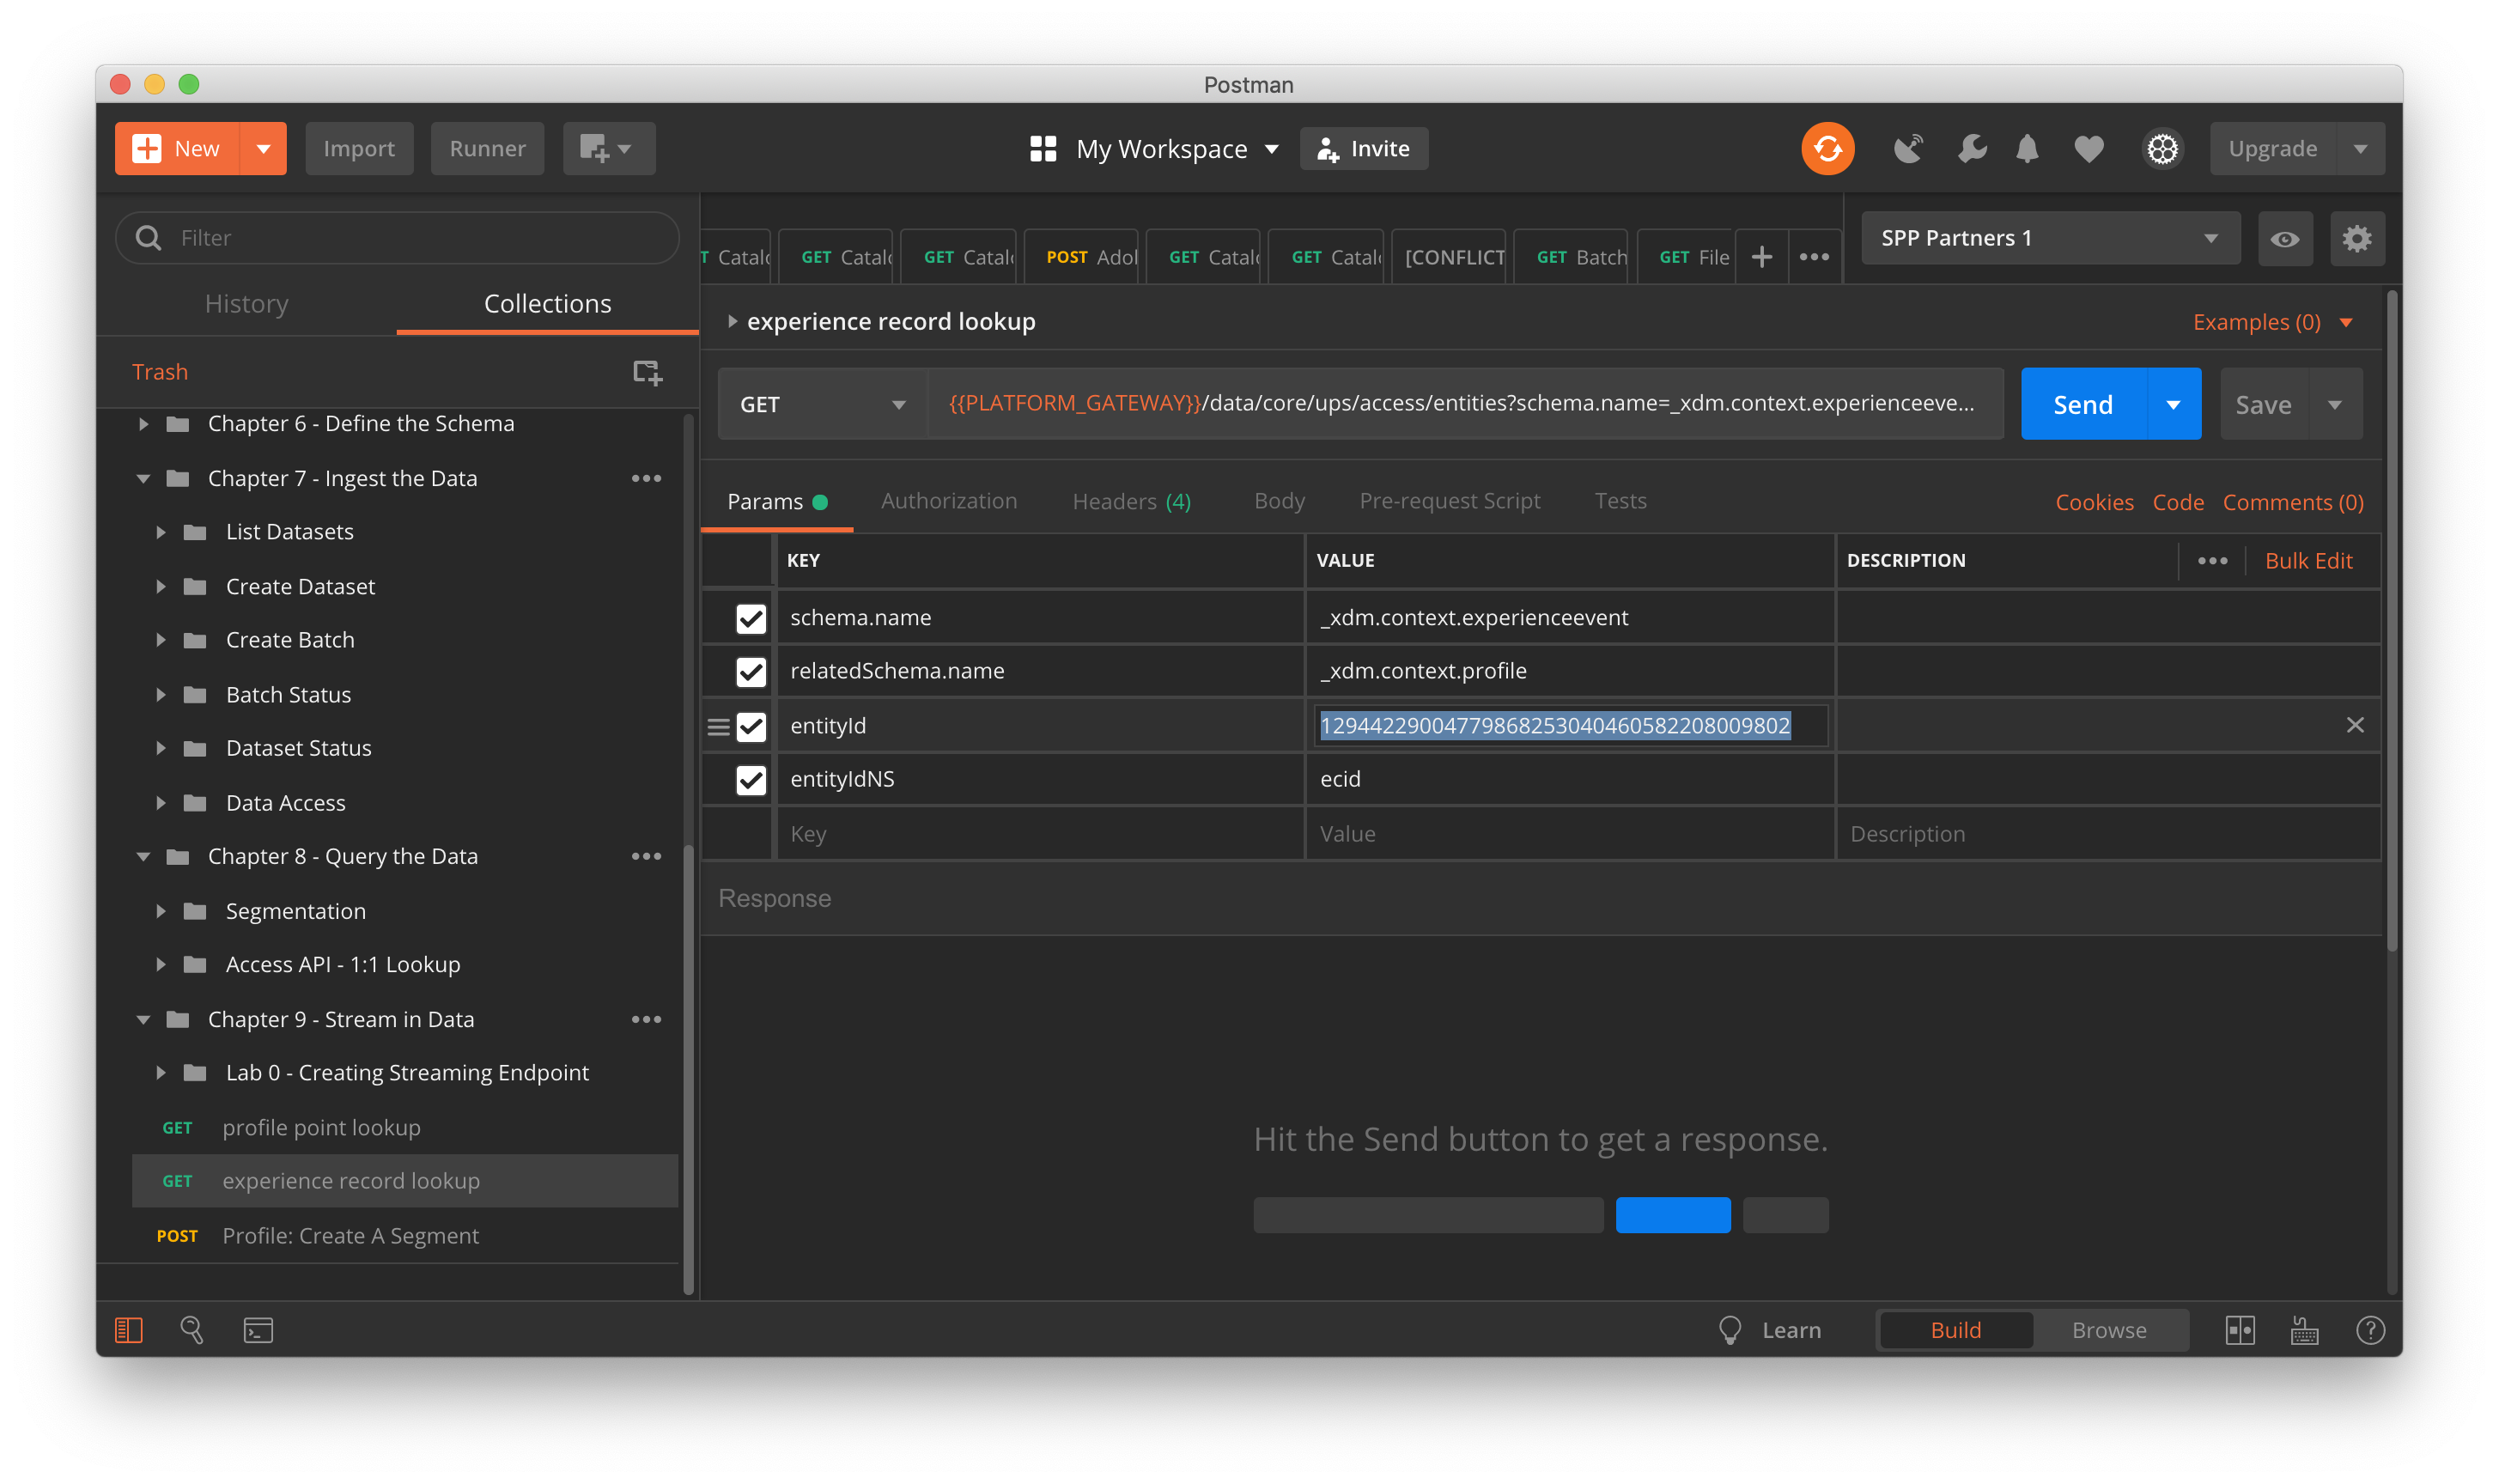 Postman
New
Import
Runner
My Workspace
Invite
Upgrade
Filter
History
Collections
Trash
Chapter 6 - Define the Schema
Chapter 7 - Ingest the Data
List Datasets
Create Dataset
Create Batch
Batch Status
Dataset Status
Data Access
Chapter 8 - Query the Data
Segmentation
Access API - 1:1 Lookup
Chapter 9 - Stream in Data
Lab 0 - Creating Streaming Endpoint
GET profile point lookup
GET experience record lookup
POST Profile: Create A Segment
T Catalo
GET Catalo
GET Catalo
POST Adol
GET Catalo
GET Catalo
[CONFLICT
GET Batch
GET File
SPP Partners 1
experience record lookup
Examples (0)
GET
{{PLATFORM_GATEWAY}}/data/core/ups/access/entities?schema.name=_xdm.context.experienceeve...
Send
Save
Params
Authorization
Headers (4)
Body
Pre-request Script
Tests
Cookies
Code
Comments (0)
KEY
VALUE
DESCRIPTION
Bulk Edit
schema.name
_xdm.context.experienceevent
relatedSchema.name
_xdm.context.profile
entityId
12944229004779868253040460582208009802
entityIdNS
ecid
Key
Value
Description
Response
Hit the Send button to get a response.
Learn
Build
Browse